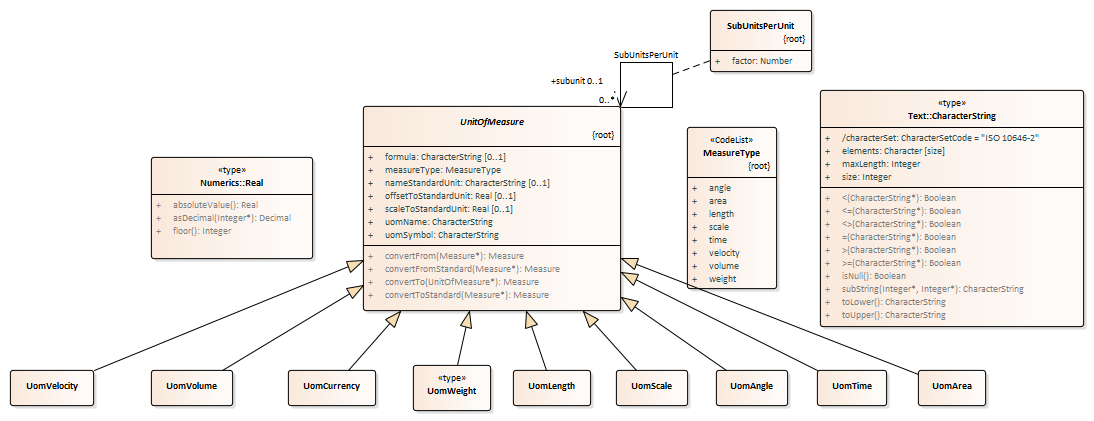 SubUnitsPerUnit
{root}
+ factor: Number
SubUnitsPerUnit
+subunit 0..1
0..*
UnitOfMeasure
{root}
+ formula: CharacterString [0..1]
+ measureType: MeasureType
+ nameStandardUnit: CharacterString [0..1]
+ offsetToStandardUnit: Real [0..1]
+ scaleToStandardUnit: Real [0..1]
+ uomName: CharacterString
+ uomSymbol: CharacterString
+ convertFrom(Measure*): Measure
+ convertFromStandard(Measure*): Measure
+ convertTo(UnitOfMeasure*): Measure
+ convertToStandard(Measure*): Measure
«type»
Numerics::Real
+ absoluteValue(): Real
+ asDecimal(Integer*): Decimal
+ floor(): Integer
«CodeList»
MeasureType
{root}
+ angle
+ area
+ length
+ scale
+ time
+ velocity
+ volume
+ weight
«type»
Text::CharacterString
+ /characterSet: CharacterSetCode = "ISO 10646-2"
+ elements: Character [size]
+ maxLength: Integer
+ size: Integer
+ <(CharacterString*): Boolean
+ <=(CharacterString*): Boolean
+ <>(CharacterString*): Boolean
+ =(CharacterString*): Boolean
+ >(CharacterString*): Boolean
+ >=(CharacterString*): Boolean
+ isNull(): Boolean
+ subString(Integer*, Integer*): CharacterString
+ toLower(): CharacterString
+ toUpper(): CharacterString
UomVelocity
UomVolume
UomCurrency
«type»
UomWeight
UomLength
UomScale
UomAngle
UomTime
UomArea